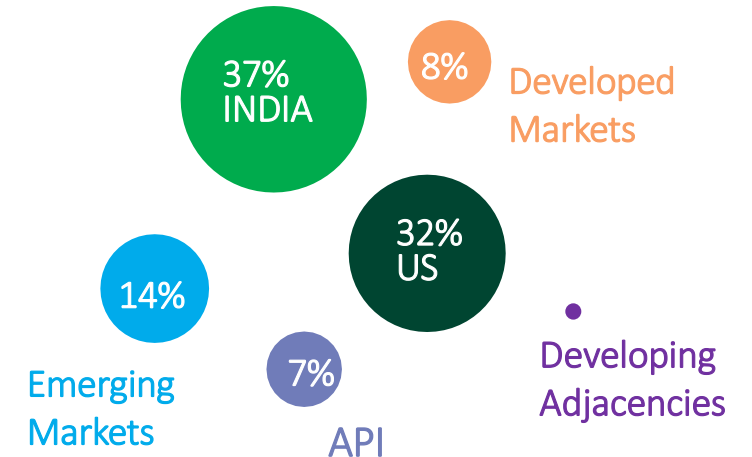 37%
INDIA
8%
Developed
Markets
32%
US
14%
Emerging
Markets
7%
API
Developing
Adjacencies